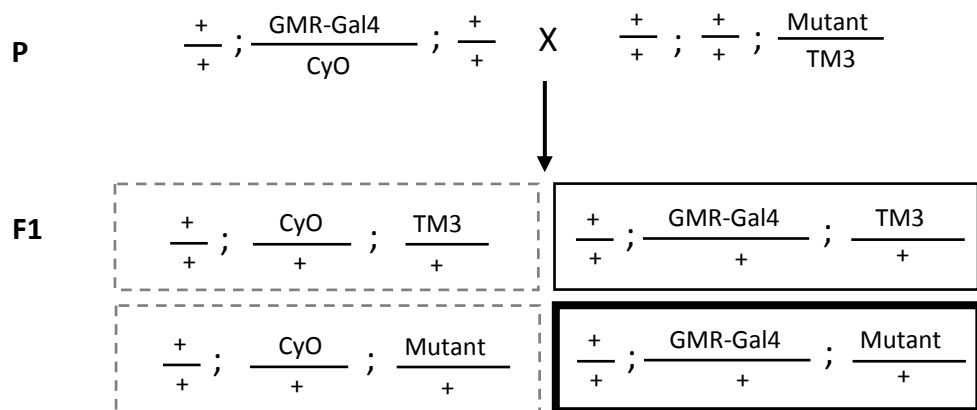 P
+ / + ; GMR-Gal4 / CyO ; + / + X + / + ; + / + ; Mutant / TM3
F1
+ / + ; CyO / + ; TM3 / +
+ / + ; GMR-Gal4 / + ; TM3 / +
+ / + ; CyO / + ; Mutant / +
+ / + ; GMR-Gal4 / + ; Mutant / +